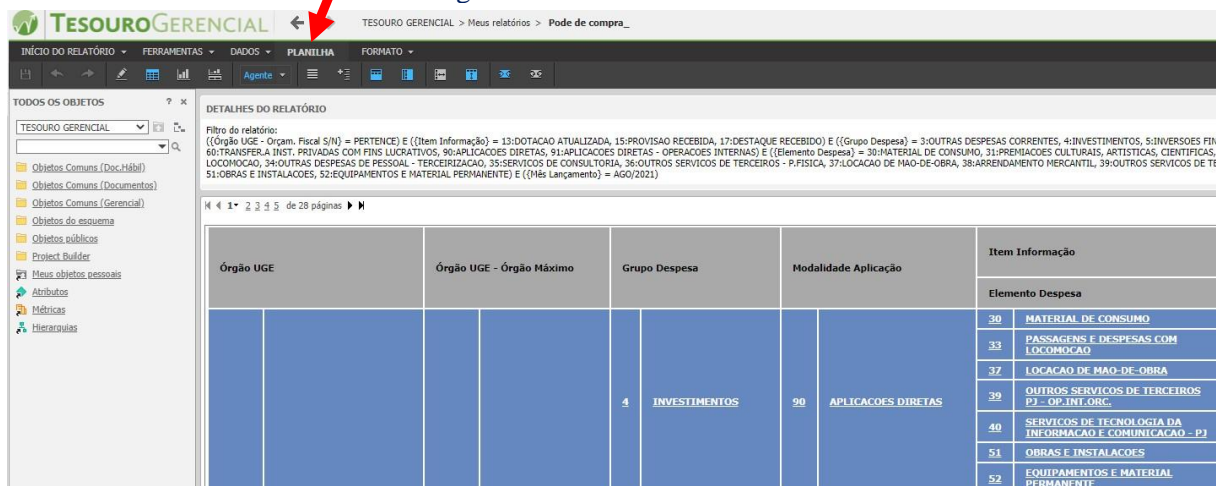 TESOUROGERENCIAL
TESOURO GERENCIAL > Meus relatórios > Pode de compra_
INÍCIO DO RELATÓRIO FERRAMENTAS DADOS PLANILHA FORMATO
Agente
TODOS OS OBJETOS ? ×
TESOURO GERENCIAL
Objetos Comuns (Doc.Hábil)
Objetos Comuns (Documentos)
Objetos Comuns (Gerencial)
Objetos do esquema
Objetos públicos
Project Builder
Meus objetos pessoais
Atributos
Métricas
Hierarquias
DETALHES DO RELATÓRIO
Filtro do relatório:
({Órgão UGE - Orçam. Fiscal S/N} = PERTENCE) E ({Item Informação} = 13:DOTACAO ATUALIZADA, 15:PROVISAO RECEBIDA, 17:DESTAQUE RECEBIDO) E ({Grupo Despesa} = 3:OUTRAS DESPESAS CORRENTES, 4:INVESTIMENTOS, 5:INVERSOES FIN
60:TRANSFER.A INST. PRIVADAS COM FINS LUCRATIVOS, 90:APLICACOES DIRETAS, 91:APLICACOES DIRETAS - OPERACOES INTERNAS) E ({Elemento Despesa} = 30:MATERIAL DE CONSUMO, 31:PREMIACOES CULTURAIS, ARTISTICAS, CIENTIFICAS,
LOCOMOCAO, 34:OUTRAS DESPESAS DE PESSOAL - TERCEIRIZACAO, 35:SERVICOS DE CONSULTORIA, 36:OUTROS SERVICOS DE TERCEIROS - P.FISICA, 37:LOCACAO DE MAO-DE-OBRA, 38:ARRENDAMENTO MERCANTIL, 39:OUTROS SERVICOS DE TE
51:OBRAS E INSTALACOES, 52:EQUIPAMENTOS E MATERIAL PERMANENTE) E ({Mês Lançamento} = AGO/2021)
1 2 3 4 5 de 28 páginas
Órgão UGE
Órgão UGE - Órgão Máximo
Grupo Despesa
Modalidade Aplicação
Item Informação
Elemento Despesa
4 INVESTIMENTOS
90 APLICACOES DIRETAS
30 MATERIAL DE CONSUMO
33 PASSAGENS E DESPESAS COM
LOCOMOCAO
37 LOCACAO DE MAO-DE-OBRA
39 OUTROS SERVICOS DE TERCEIROS
PJ - OP.INT.ORC.
40 SERVICOS DE TECNOLOGIA DA
INFORMACAO E COMUNICACAO - PJ
51 OBRAS E INSTALACOES
52 EQUIPAMENTOS E MATERIAL
PERMANENTE